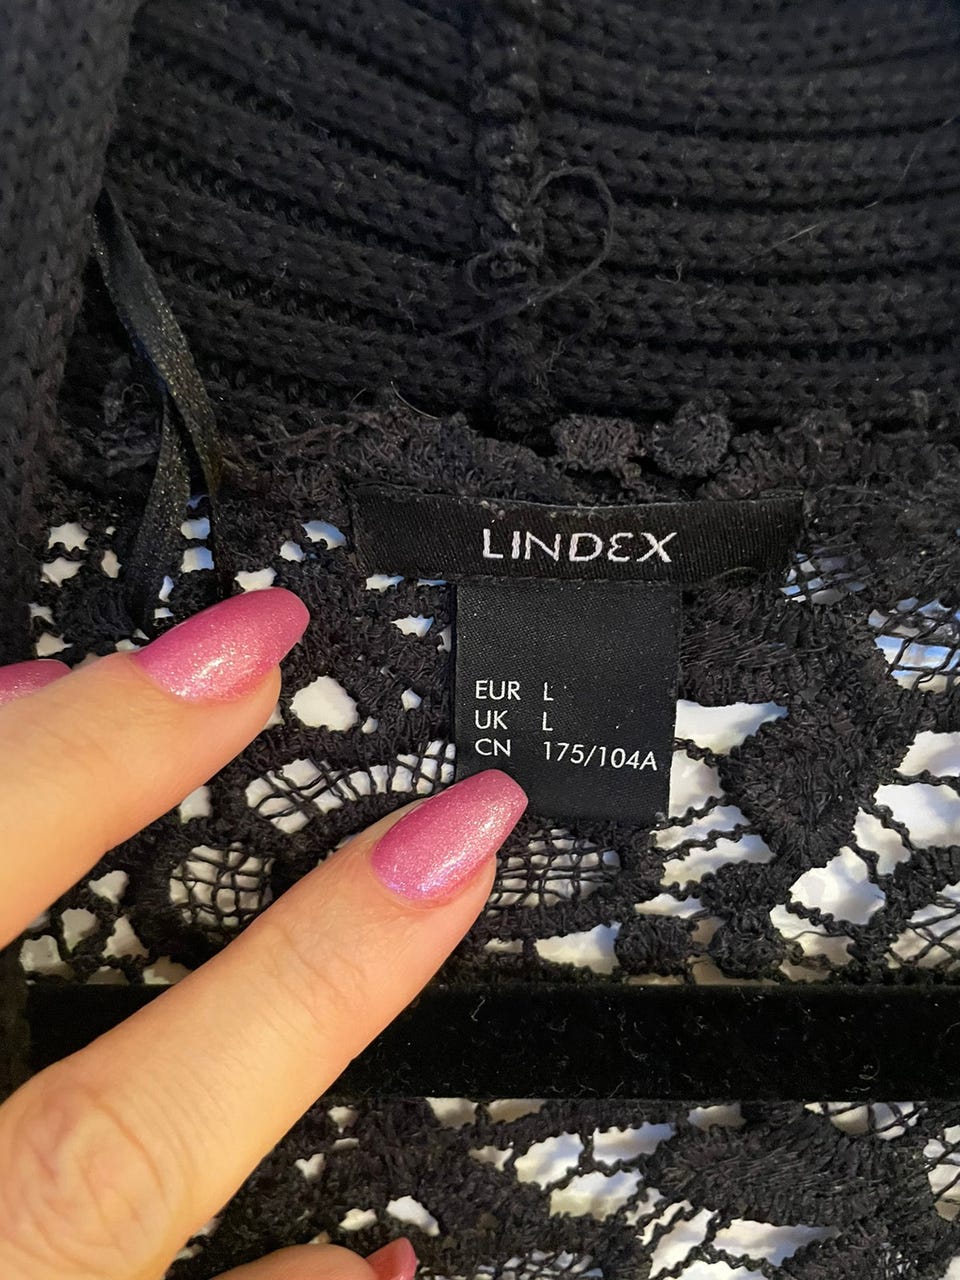 LINDEX
EUR L
UK L
CN 175/104A